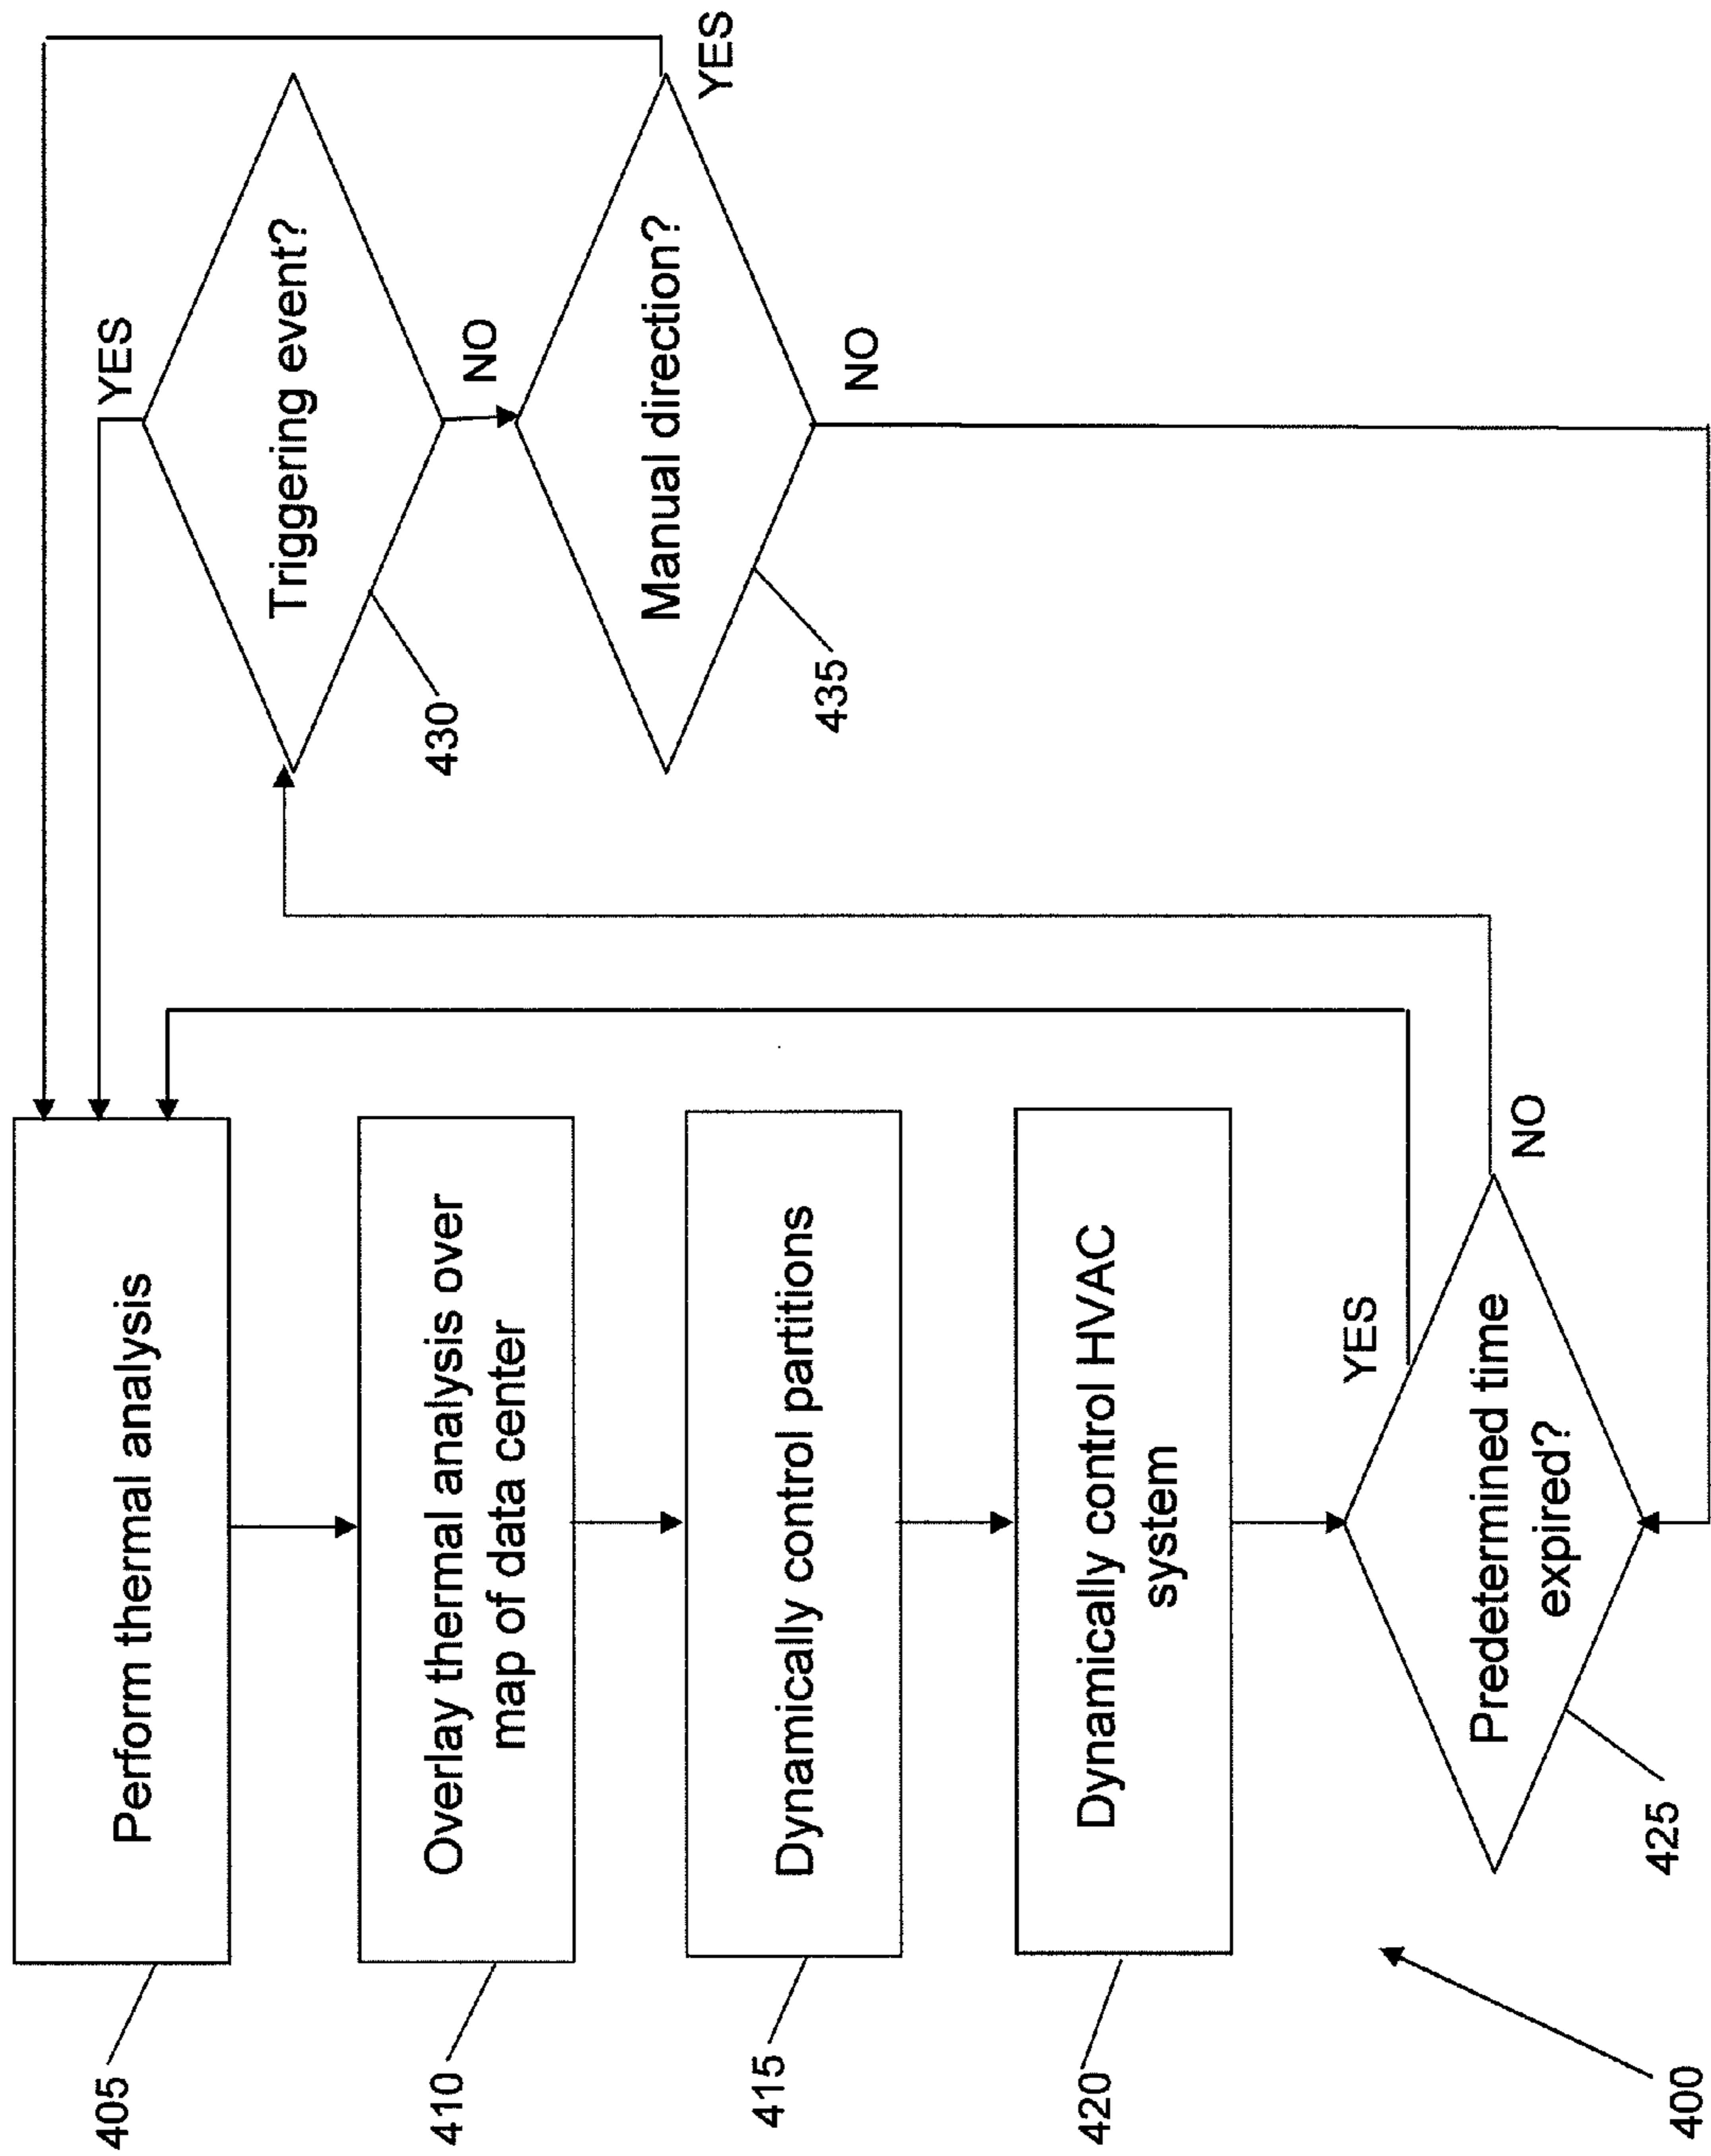 405
Perform thermal analysis
410
Overlay thermal analysis over
map of data center
415
Dynamically control partitions
420
Dynamically control HVAC
system
400
425
Predetermined time
expired?
YES
NO
YES
Triggering event?
430
NO
Manual direction?
435
YES
NO